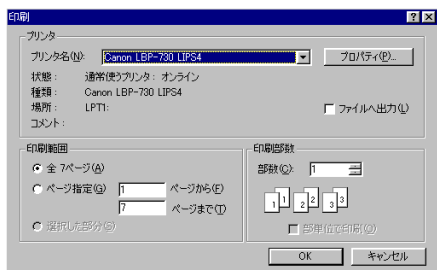 印刷
プリンタ
プリンタ名(N): Canon LBP-730 LIPS4 プロパティ(P)...
状態: 通常使うプリンタ: オンライン
種類: Canon LBP-730 LIPS4
場所: LPT1: ファイルへ出力(L)
コメント:
印刷範囲
全 7ページ(A)
ページ指定(G) 1 ページから(F)
7 ページまで(T)
選択した部分(S)
印刷部数
部数(C): 1
1 1 2 2 3 3
部単位で印刷(O)
OK キャンセル